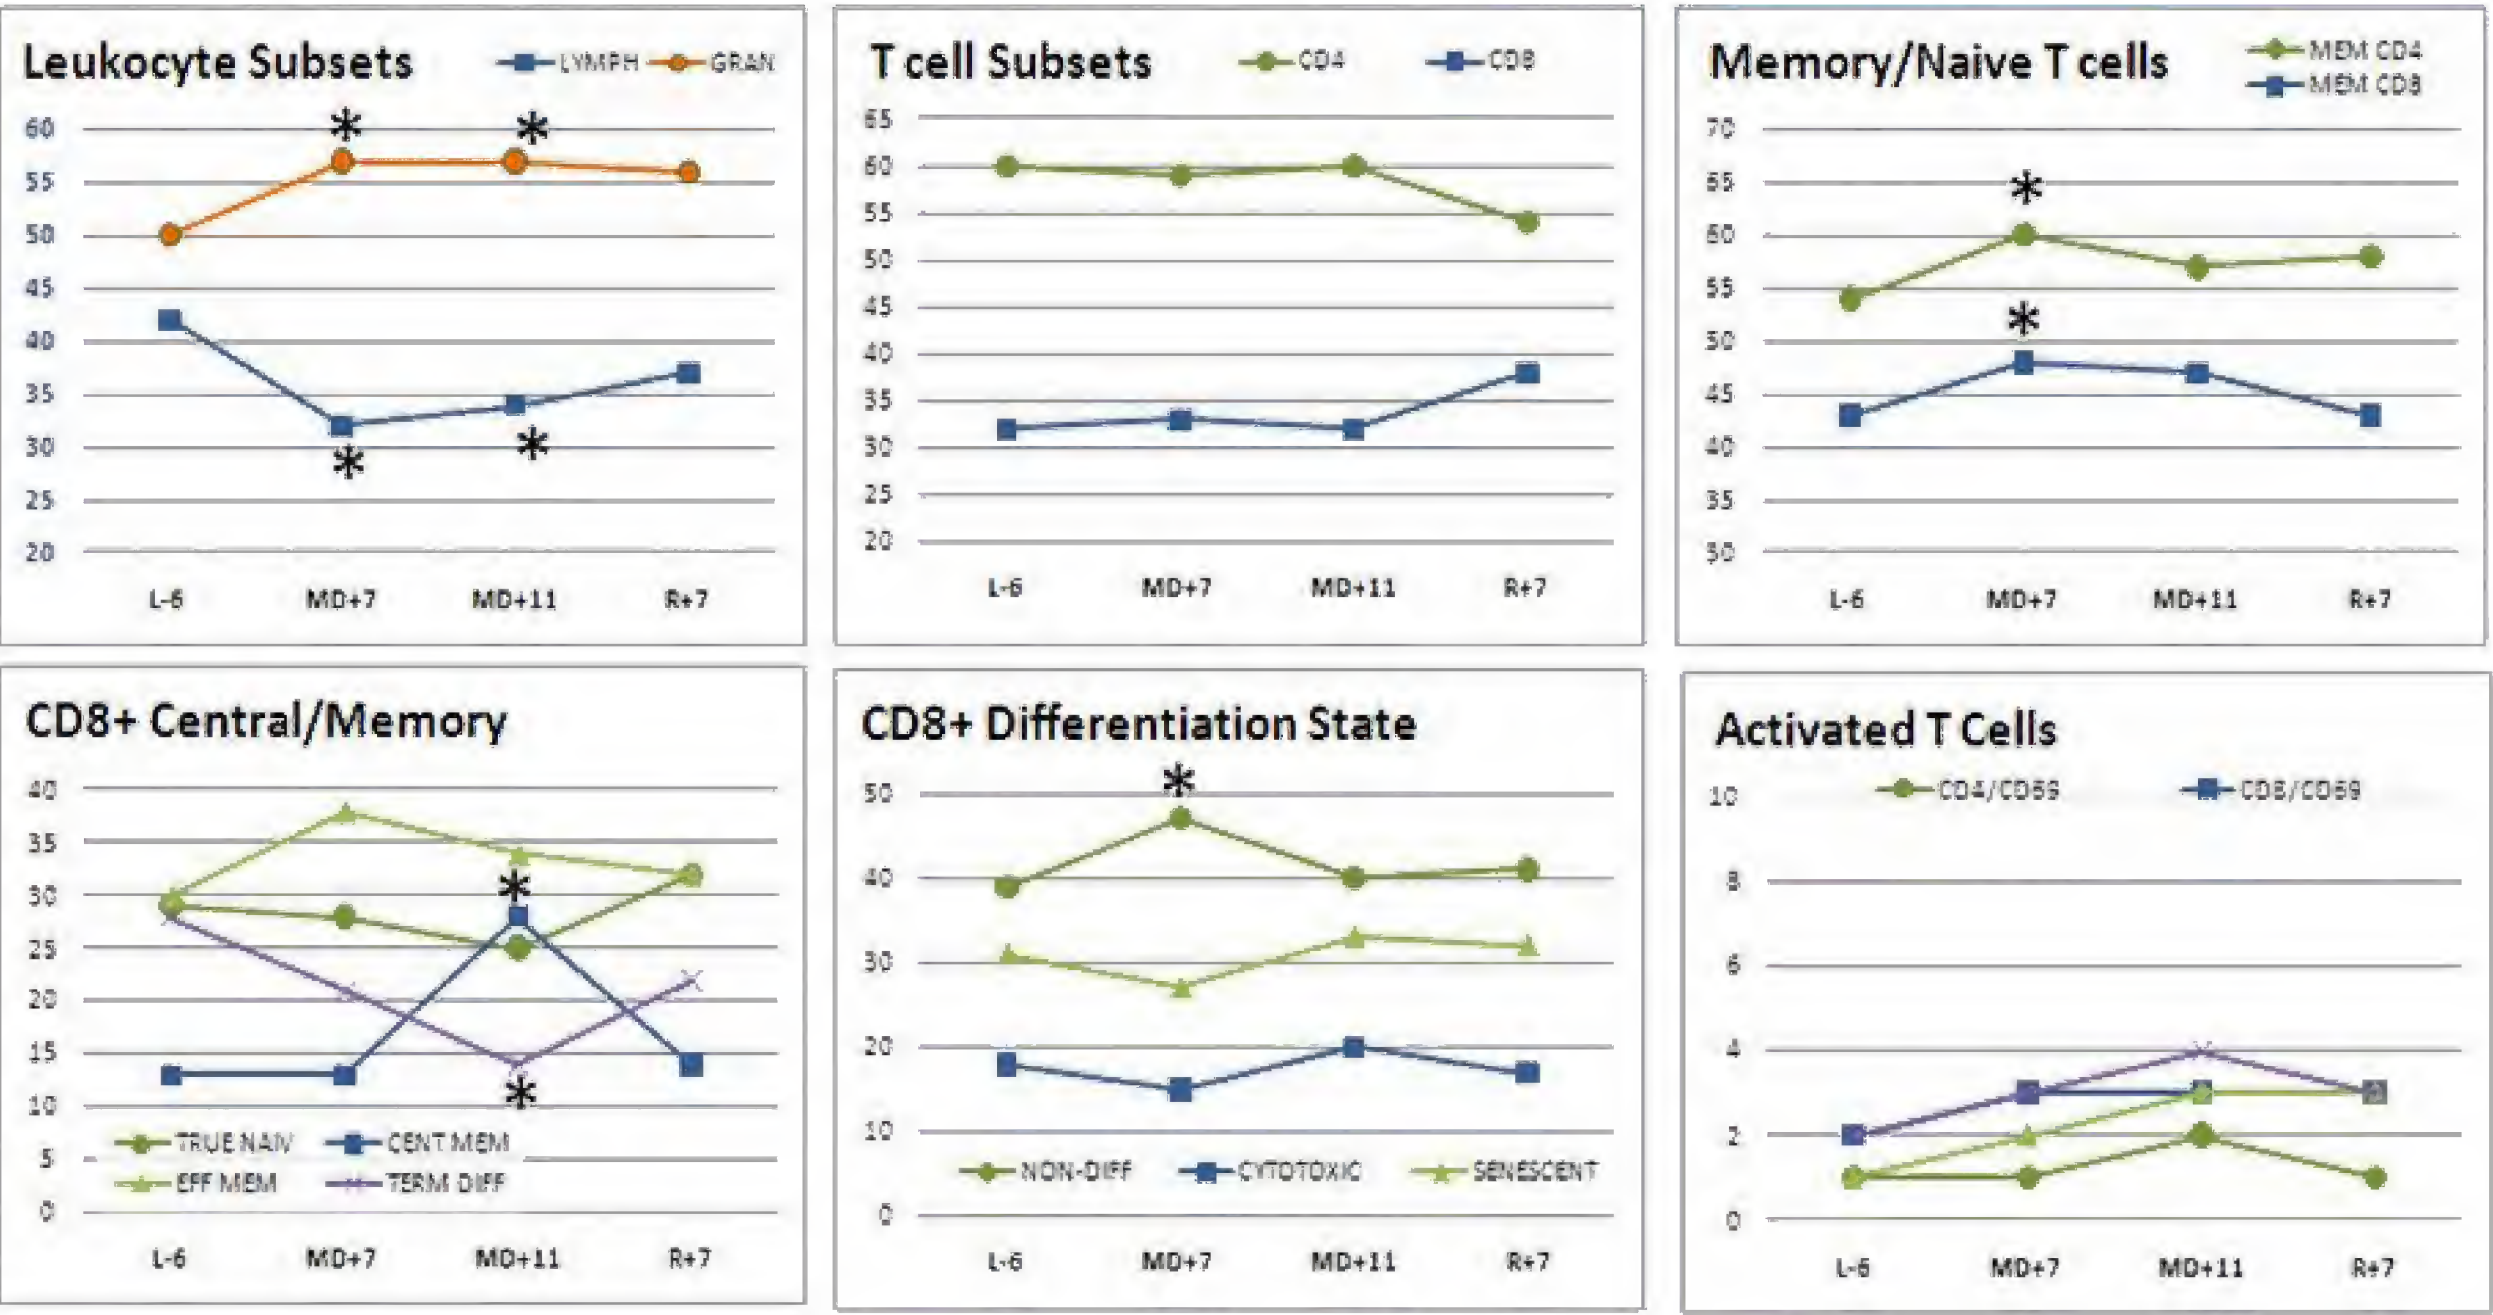 Leukocyte Subsets
LYMPH GRAN
60
55
50
45
40
35
30
25
20
L-6 MD+7 MD+11 R+7
T cell Subsets
CD4 CD8
65
60
55
50
45
40
35
30
25
20
L-6 MD+7 MD+11 R+7
Memory/Naive T cells
MEM CD4
MEM CD8
70
65
60
55
50
45
40
35
30
L-6 MD+7 MD+11 R+7
CD8+ Central/Memory
40
35
30
25
20
15
10
5
0
TRUE NAIV CENT MEM
EFF MEM TERM DIFF
L-6 MD+7 MD+11 R+7
CD8+ Differentiation State
50
40
30
20
10
0
NON-DIFF CYTOTOXIC SENESCENT
L-6 MD+7 MD+11 R+7
Activated T Cells
CD4/CD69 CD8/CD69
10
8
6
4
2
0
L-6 MD+7 MD+11 R+7